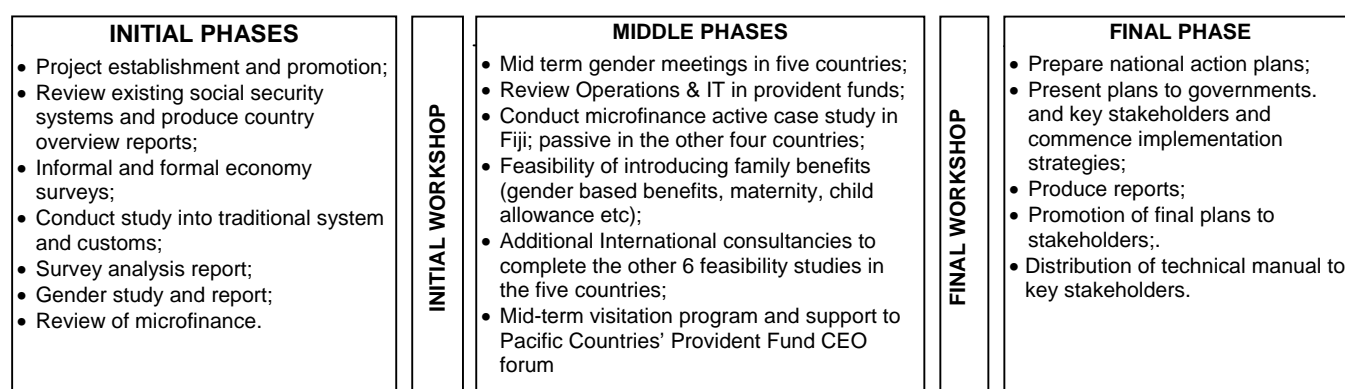 INITIAL PHASES
• Project establishment and promotion;
• Review existing social security
systems and produce country
overview reports;
• Informal and formal economy
surveys;
• Conduct study into traditional system
and customs;
• Survey analysis report;
• Gender study and report;
• Review of microfinance.
INITIAL WORKSHOP
MIDDLE PHASES
• Mid term gender meetings in five countries;
• Review Operations & IT in provident funds;
• Conduct microfinance active case study in
Fiji; passive in the other four countries;
• Feasibility of introducing family benefits
(gender based benefits, maternity, child
allowance etc);
• Additional International consultancies to
complete the other 6 feasibility studies in
the five countries;
• Mid-term visitation program and support to
Pacific Countries' Provident Fund CEO
forum
FINAL WORKSHOP
FINAL PHASE
• Prepare national action plans;
• Present plans to governments.
and key stakeholders and
commence implementation
strategies;
• Produce reports;
• Promotion of final plans to
stakeholders;.
• Distribution of technical manual to
key stakeholders.